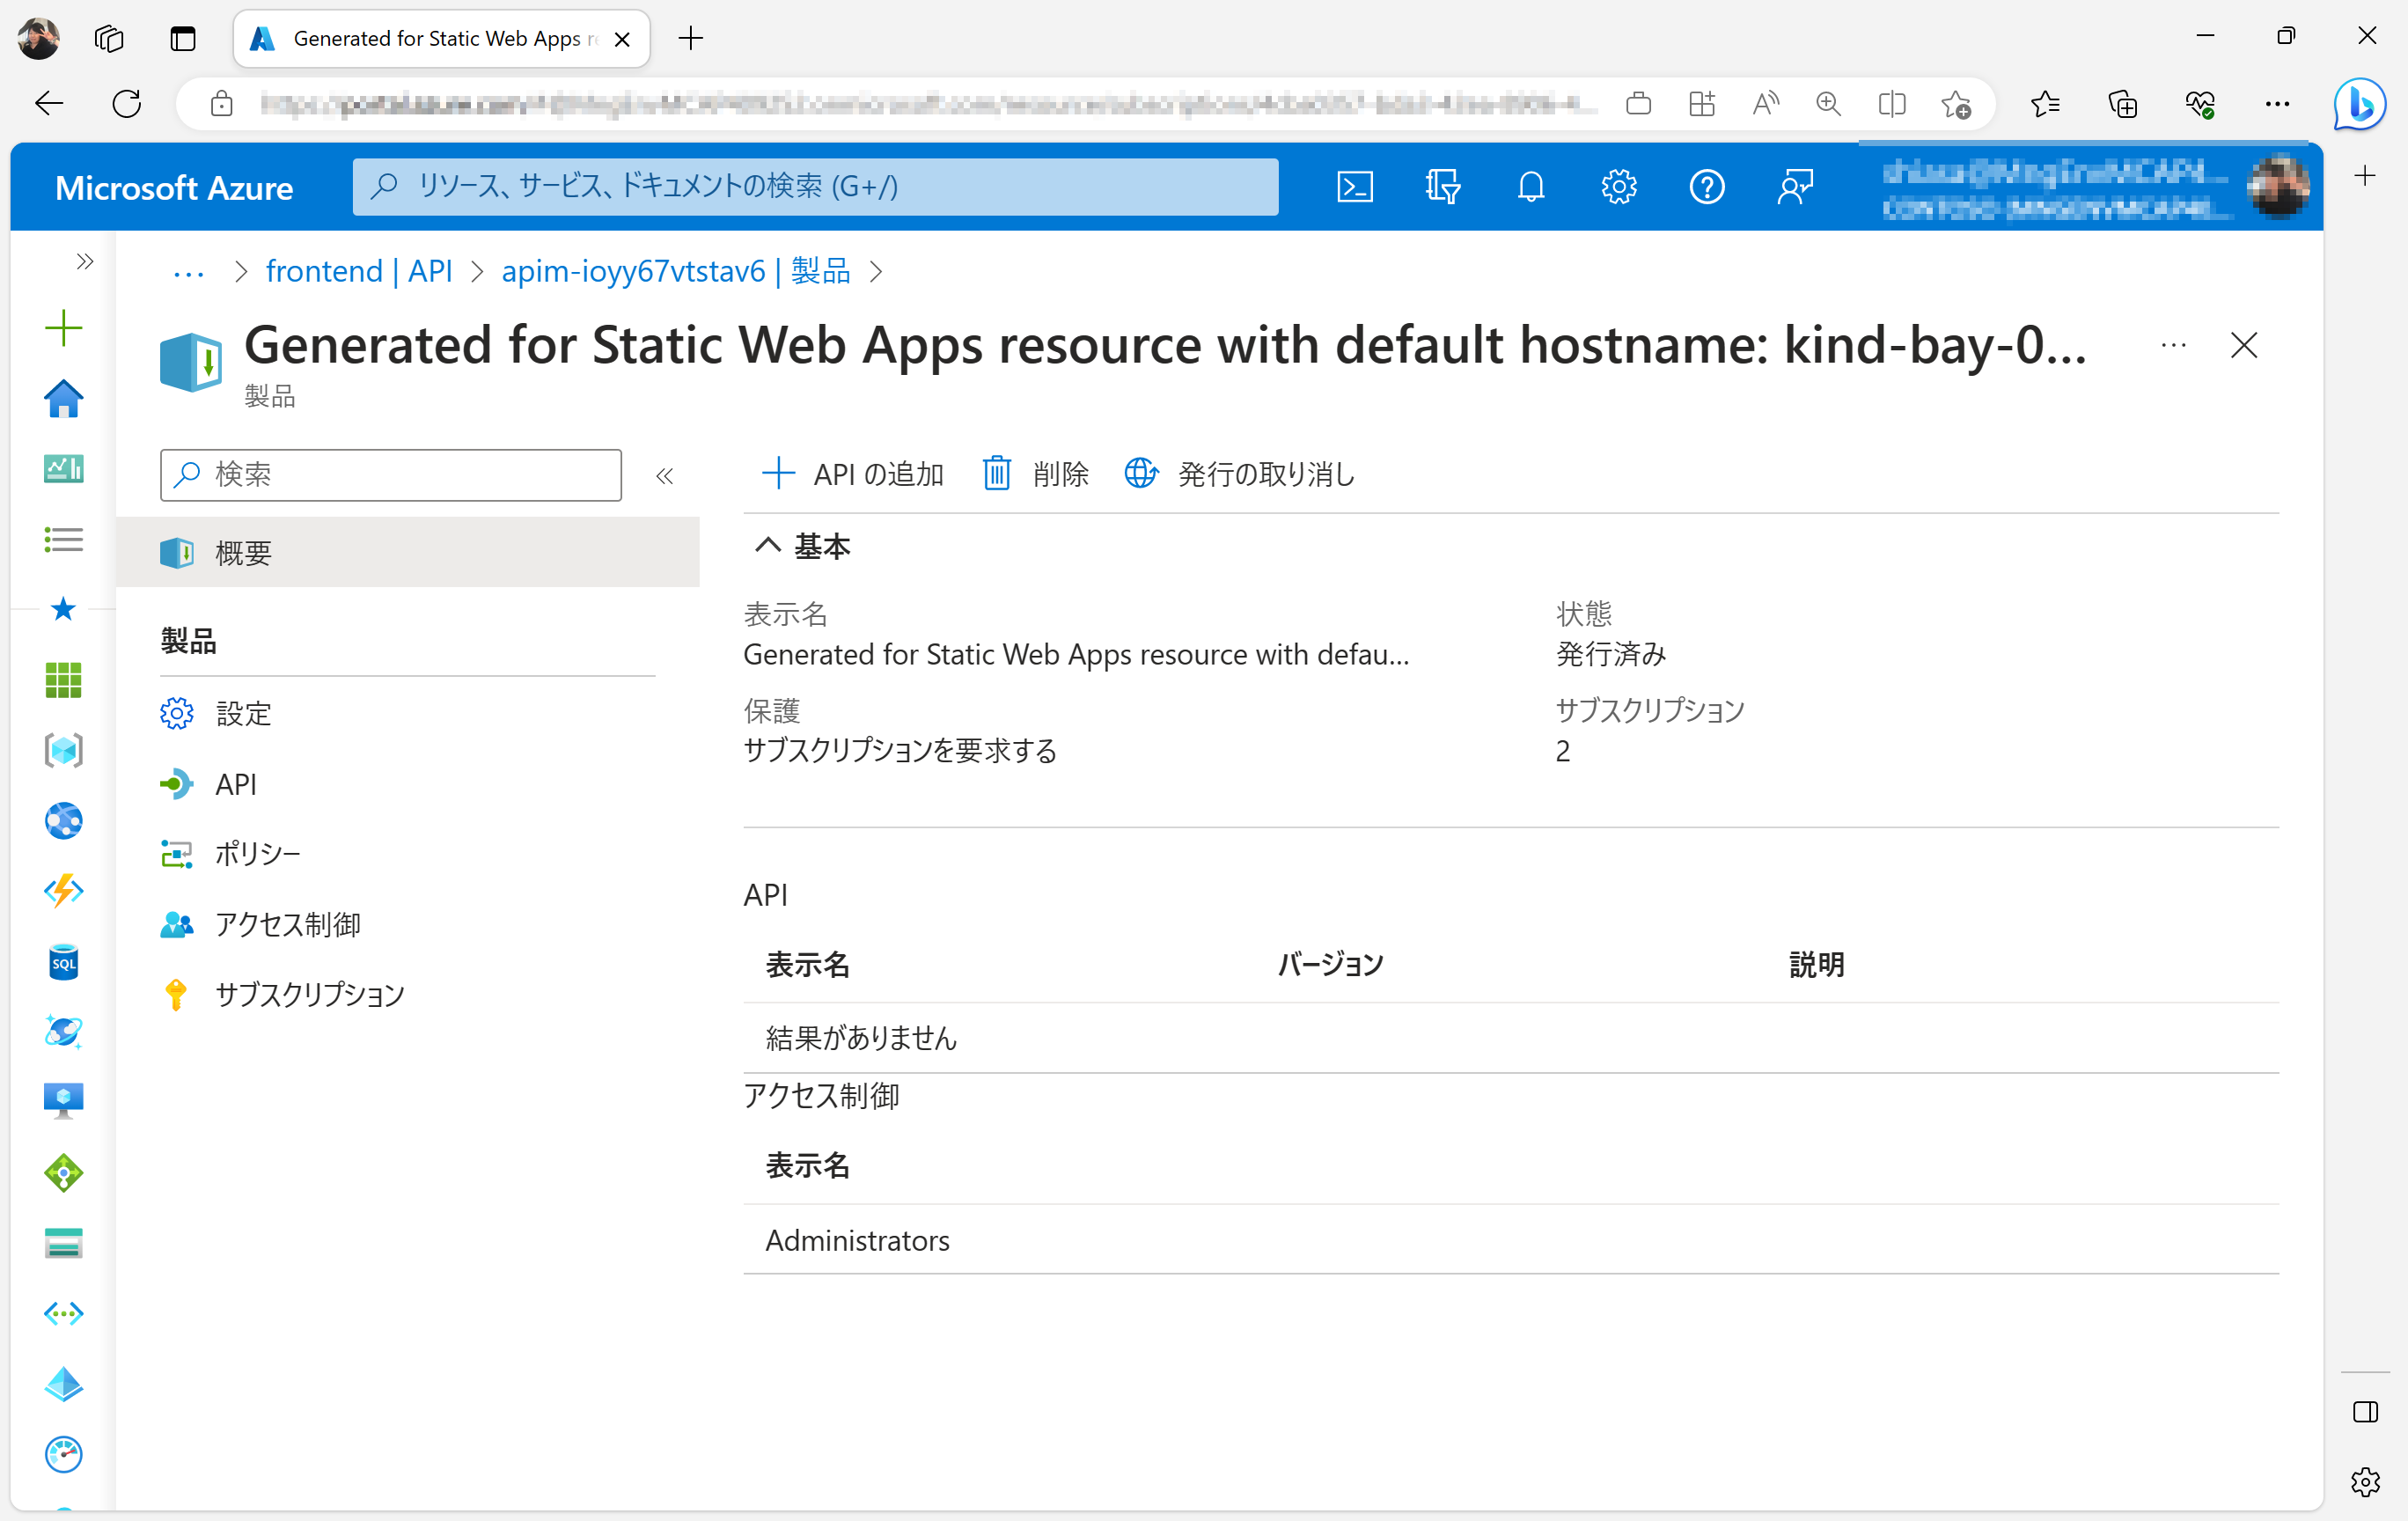 Generated for Static Web Apps re
Microsoft Azure
リソース、サービス、ドキュメントの検索 (G+/)
… > frontend | API > apim-ioyy67vtstav6 | 製品 >
Generated for Static Web Apps resource with default hostname: kind-bay-0...
製品
検索
API の追加 削除 発行の取り消し
概要
基本
製品
表示名 状態
Generated for Static Web Apps resource with defau... 発行済み
設定
保護 サブスクリプション
サブスクリプションを要求する 2
API
ポリシー
アクセス制御
サブスクリプション
SQL
API
表示名 バージョン 説明
結果がありません
アクセス制御
表示名
Administrators